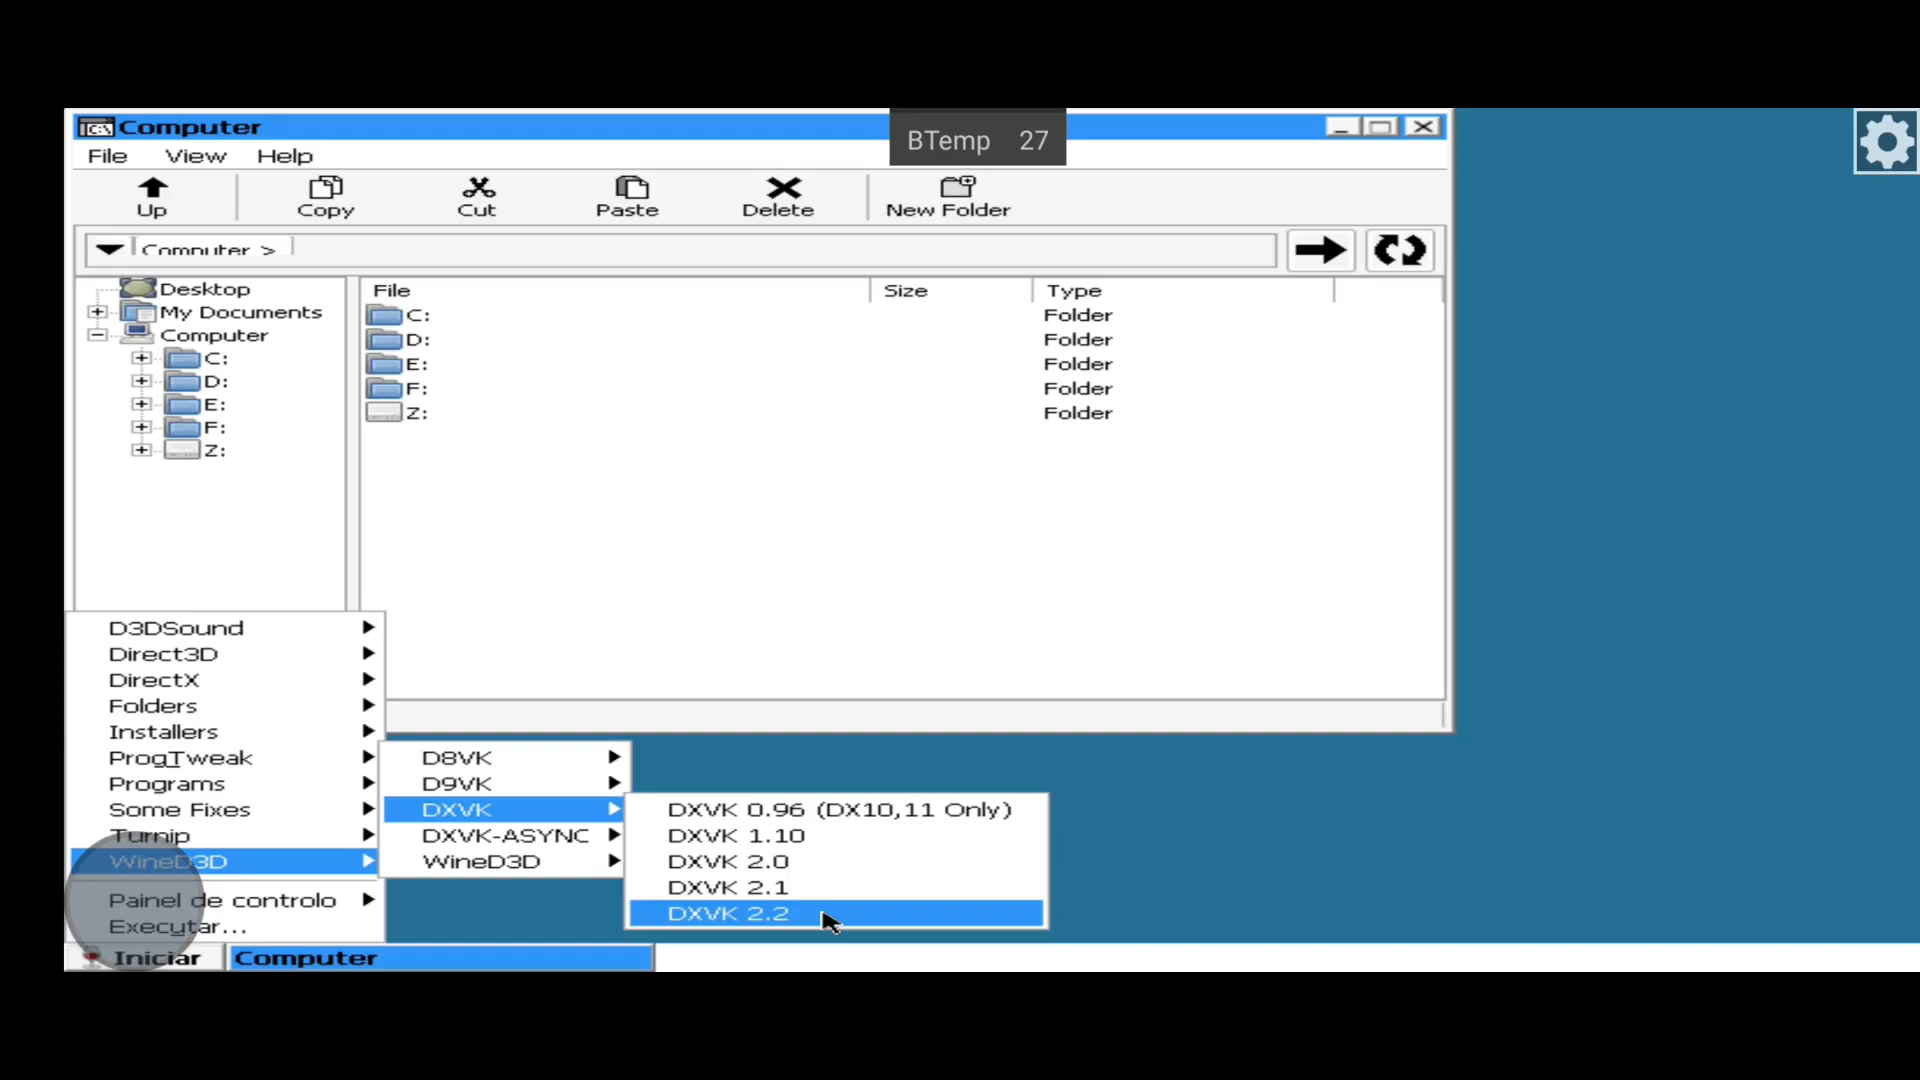 Computer
BTemp 27
File View Help
Up Copy Cut Paste Delete New Folder
Computer >
Desktop
My Documents
Computer
C:
D:
E:
F:
Z:
File Size Type
C: Folder
D: Folder
E: Folder
F: Folder
Z: Folder
D3DSound
Direct3D
DirectX
Folders
Installers
ProgTweak
Programs
Some Fixes
Turnip
WineD3D
Painel de controlo
Executar...
D8VK
D9VK
DXVK
DXVK-ASYNC
WineD3D
DXVK 0.96 (DX10,11 Only)
DXVK 1.10
DXVK 2.0
DXVK 2.1
DXVK 2.2
Iniciar Computer